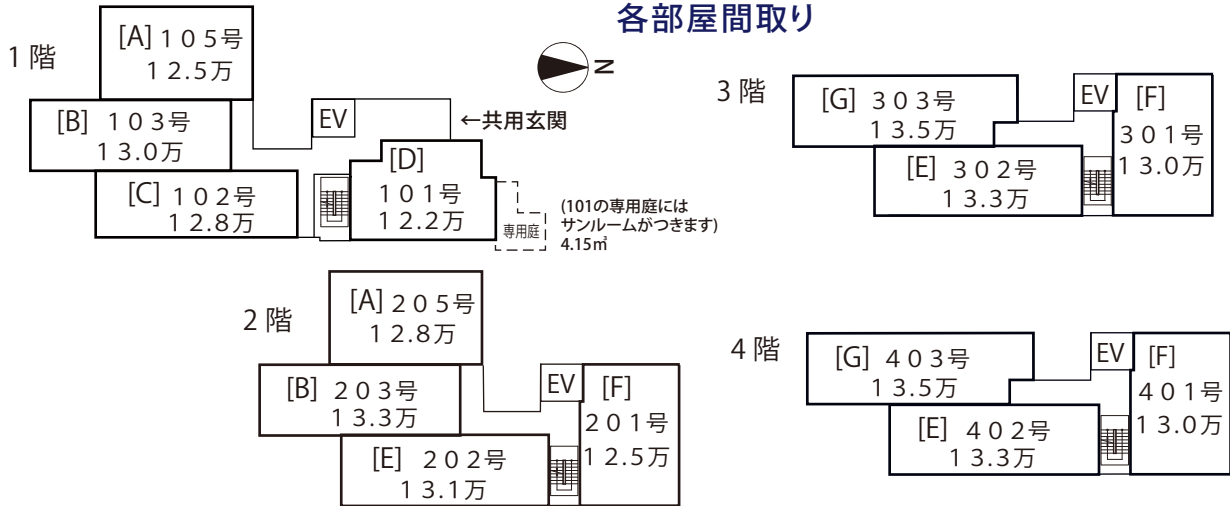 各部屋間取り
1階
[A] 105号
12.5万
[B] 103号
13.0万
[C] 102号
12.8万
EV
←共用玄関
[D]
101号
12.2万
専用庭
(101の専用庭には
サンルームがつきます)
4.15㎡
N
2階
[A] 205号
12.8万
[B] 203号
13.3万
[E] 202号
13.1万
EV
[F]
201号
12.5万
3階
[G] 303号
13.5万
[E] 302号
13.3万
EV
[F]
301号
13.0万
4階
[G] 403号
13.5万
[E] 402号
13.3万
EV
[F]
401号
13.0万